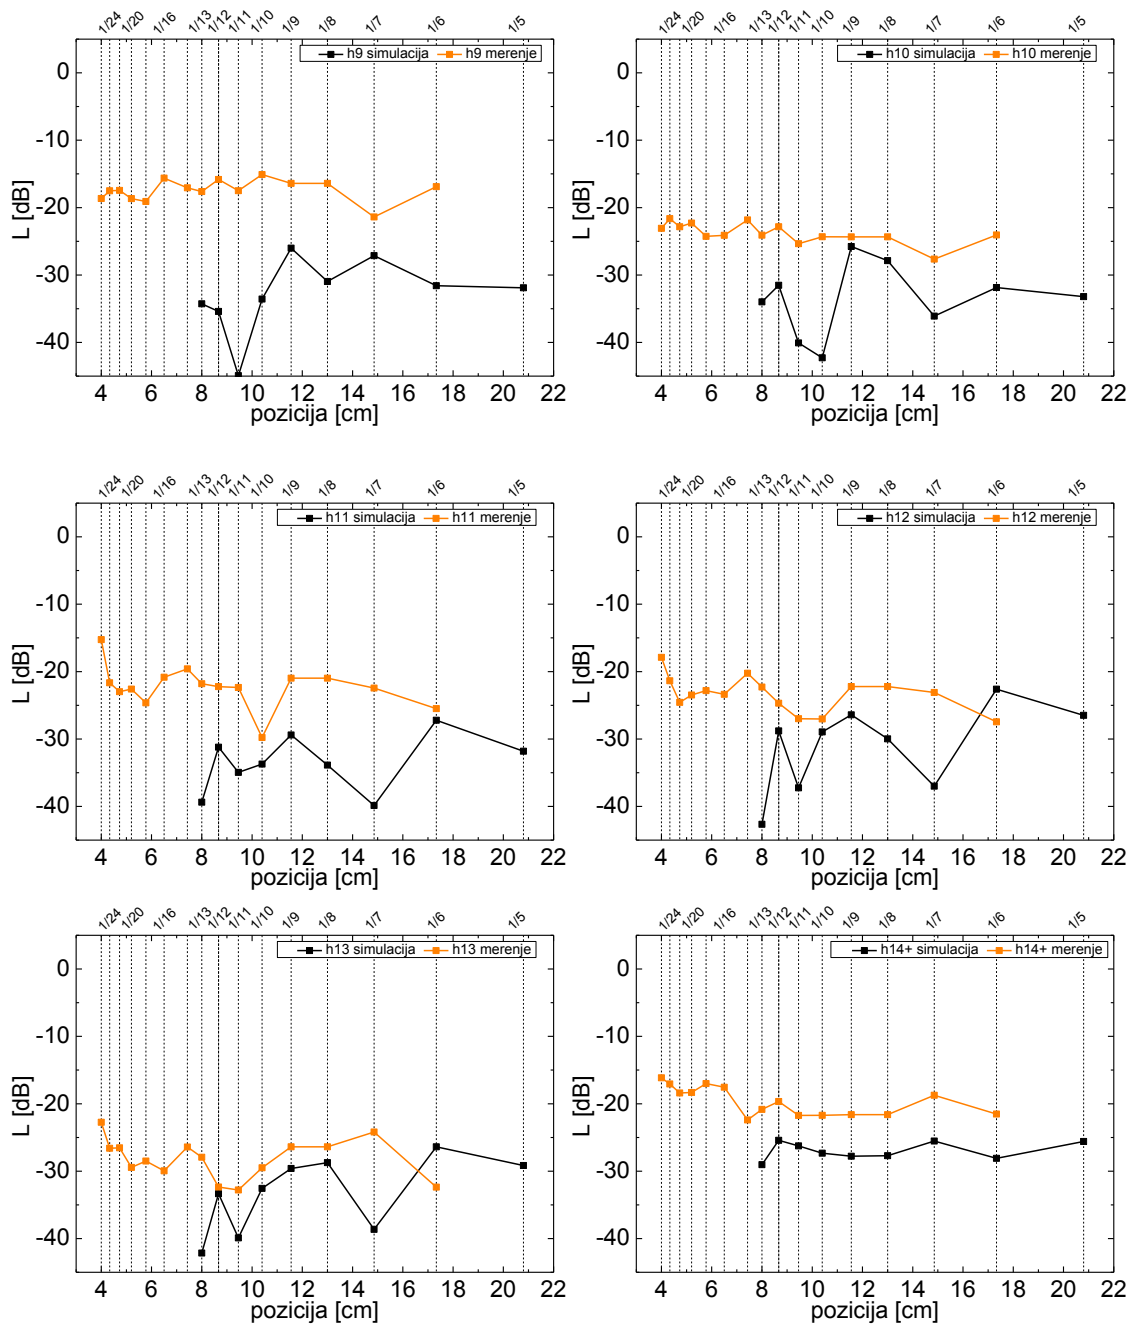 1/24 1/20 1/16 1/13 1/12 1/11 1/10 1/9 1/8 1/7 1/6 1/5
h9 simulacija h9 merenje
0
-10
-20
-30
-40
L [dB]
4 6 8 10 12 14 16 18 20 22
pozicija [cm]
1/24 1/20 1/16 1/13 1/12 1/11 1/10 1/9 1/8 1/7 1/6 1/5
h10 simulacija h10 merenje
0
-10
-20
-30
-40
L [dB]
4 6 8 10 12 14 16 18 20 22
pozicija [cm]
1/24 1/20 1/16 1/13 1/12 1/11 1/10 1/9 1/8 1/7 1/6 1/5
h11 simulacija h11 merenje
0
-10
-20
-30
-40
L [dB]
4 6 8 10 12 14 16 18 20 22
pozicija [cm]
1/24 1/20 1/16 1/13 1/12 1/11 1/10 1/9 1/8 1/7 1/6 1/5
h12 simulacija h12 merenje
0
-10
-20
-30
-40
L [dB]
4 6 8 10 12 14 16 18 20 22
pozicija [cm]
1/24 1/20 1/16 1/13 1/12 1/11 1/10 1/9 1/8 1/7 1/6 1/5
h13 simulacija h13 merenje
0
-10
-20
-30
-40
L [dB]
4 6 8 10 12 14 16 18 20 22
pozicija [cm]
1/24 1/20 1/16 1/13 1/12 1/11 1/10 1/9 1/8 1/7 1/6 1/5
h14+ simulacija h14+ merenje
0
-10
-20
-30
-40
L [dB]
4 6 8 10 12 14 16 18 20 22
pozicija [cm]